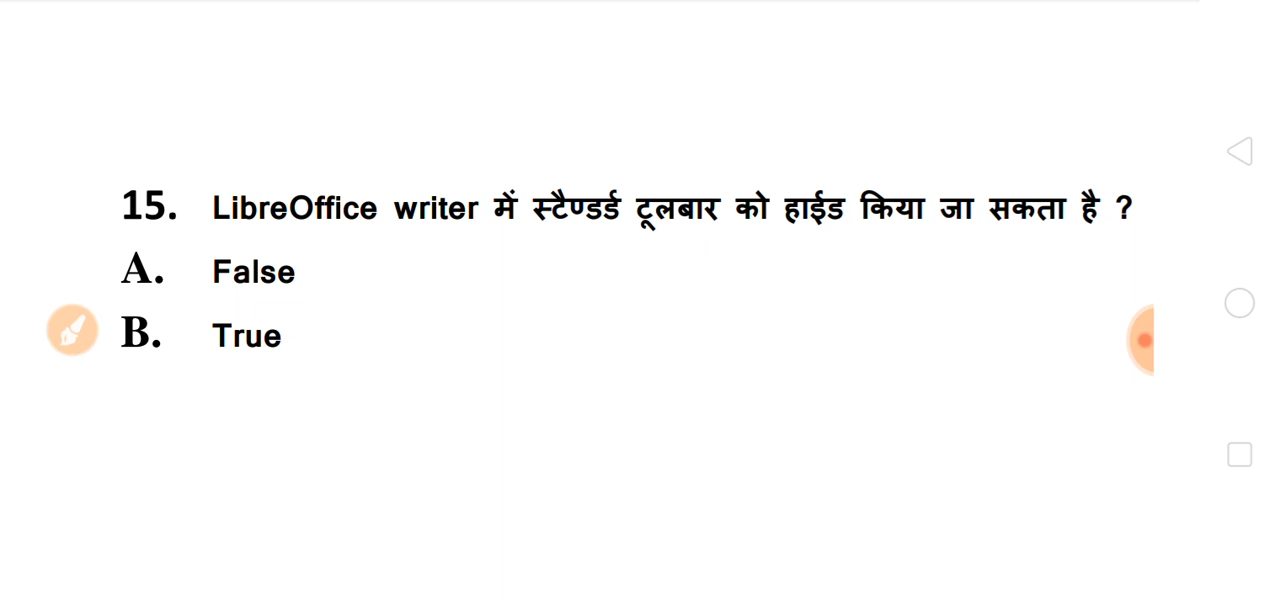 15. LibreOffice writer में स्टैण्डर्ड टूलबार को हाईड किया जा सकता है ?
A. False
B. True